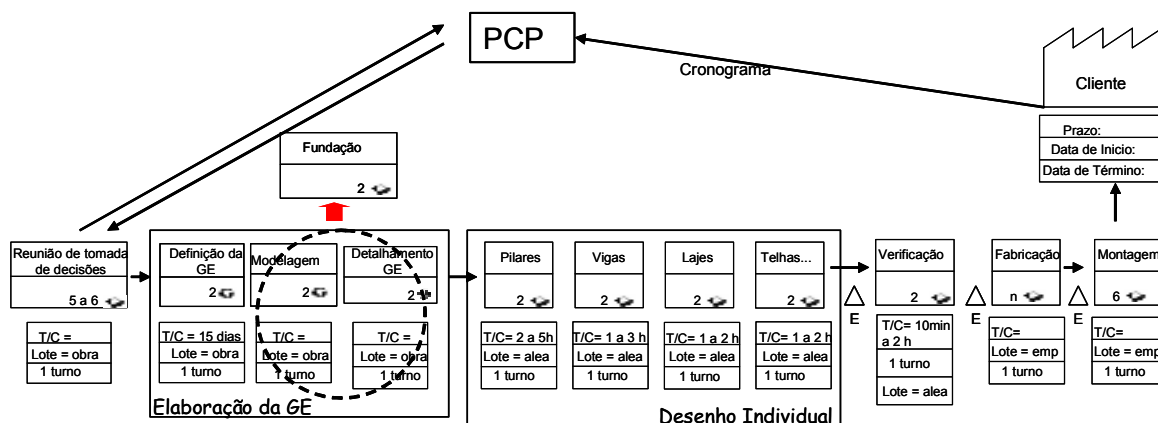 PCP
Cronograma
Cliente
Prazo:
Data de Inicio:
Data de Término:
Fundação
2
Reunião de tomada
de decisões
5 a 6
T/C =
Lote = obra
1 turno
Definição da
GE
2
T/C = 15 dias
Lote = obra
1 turno
Modelagem
2
T/C =
Lote = obra
1 turno
Detalhamento
GE
2
T/C =
Lote = obra
1 turno
Elaboração da GE
Pilares
2
T/C= 2 a 5h
Lote = alea
1 turno
Vigas
2
T/C= 1 a 3 h
Lote = alea
1 turno
Lajes
2
T/C= 1 a 2 h
Lote = alea
1 turno
Telhas...
2
T/C= 1 a 2 h
Lote = alea
1 turno
Desenho Individual
E
Verificação
2
T/C= 10min
a 2 h
1 turno
Lote = alea
E
Fabricação
n
T/C=
Lote = emp
1 turno
E
Montagem
6
T/C=
Lote = emp
1 turno